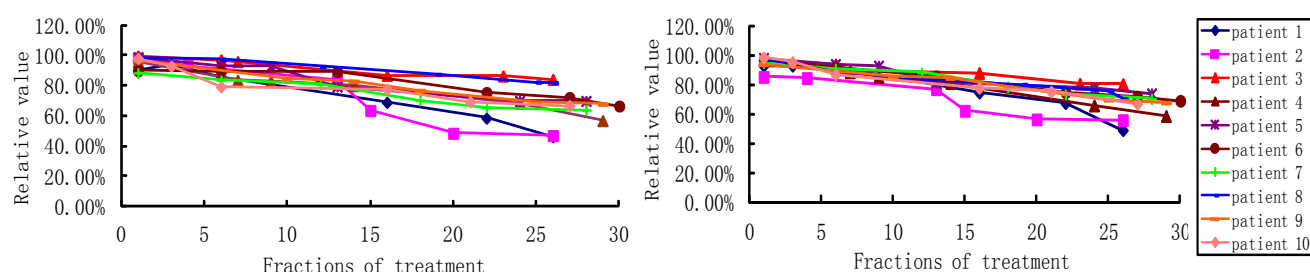 Relative value
120.00%
100.00%
80.00%
60.00%
40.00%
20.00%
0.00%
0 5 10 15 20 25 30
Fractions of treatment
Relative value
120.00%
100.00%
80.00%
60.00%
40.00%
20.00%
0.00%
0 5 10 15 20 25 30
Fractions of treatment
patient 1
patient 2
patient 3
patient 4
patient 5
patient 6
patient 7
patient 8
patient 9
patient 10